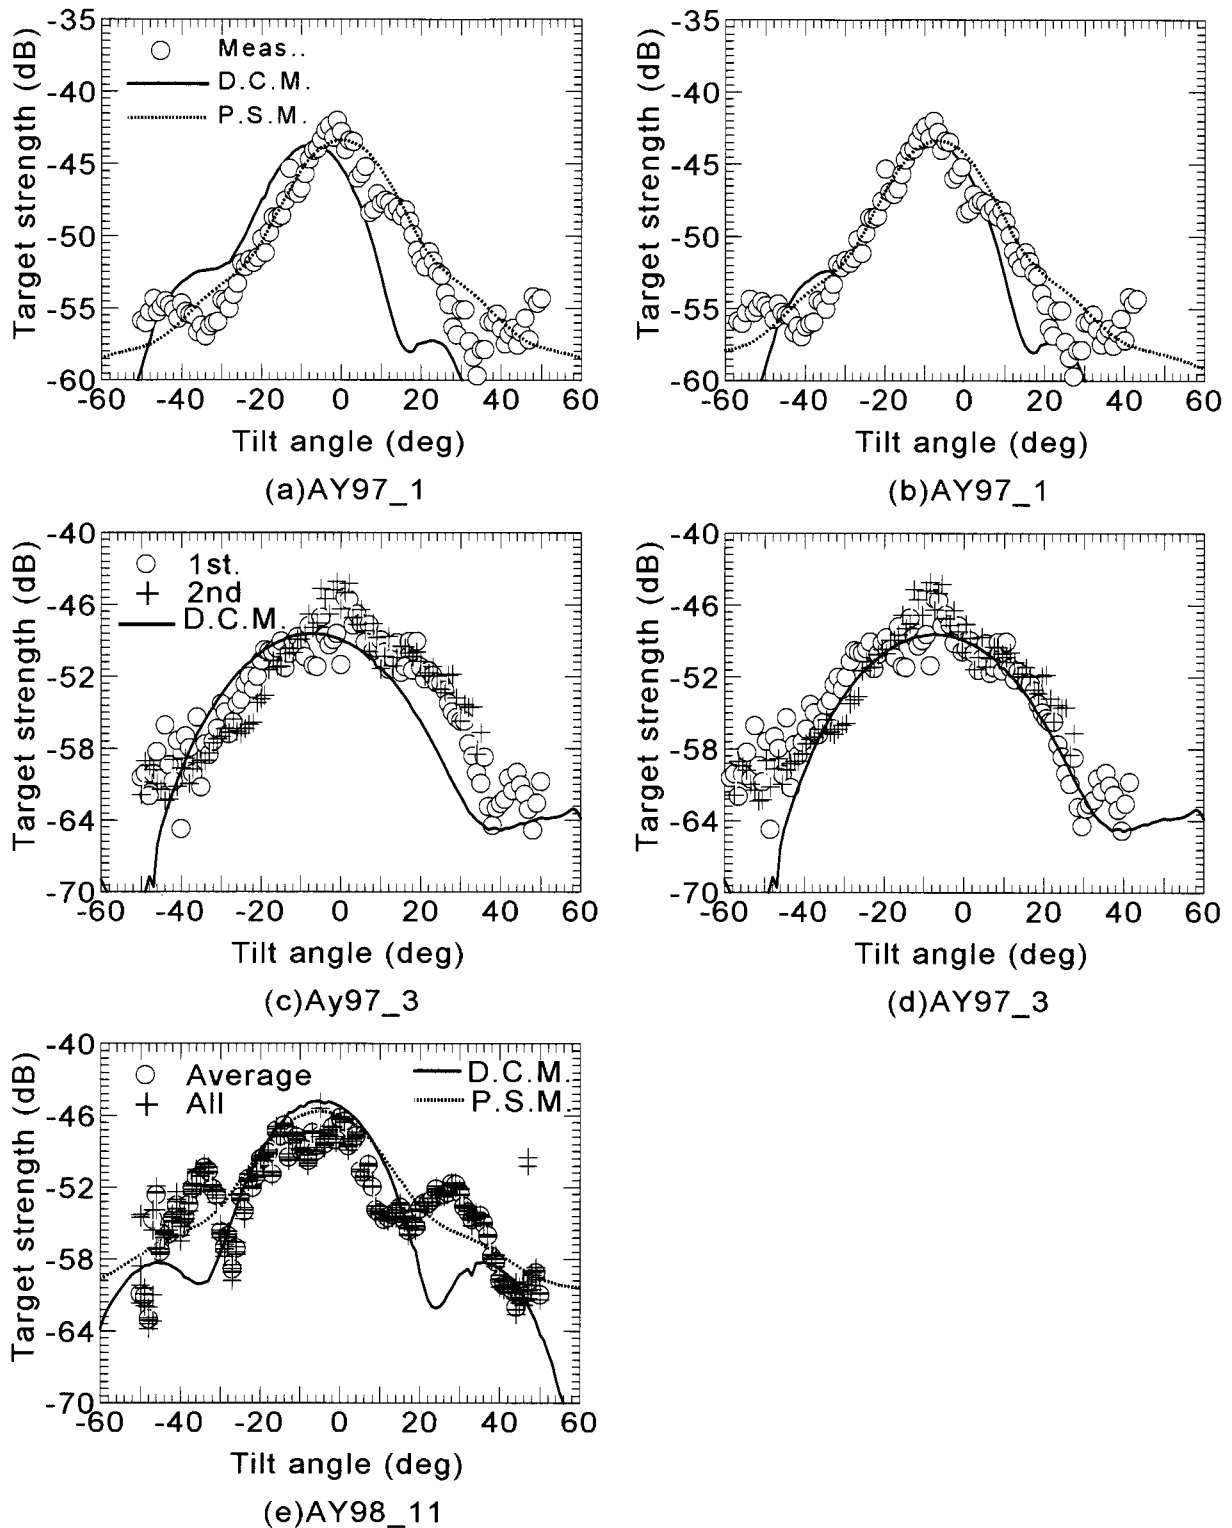 Target strength (dB)
-35
-40
-45
-50
-55
-60
Meas..
D.C.M.
P.S.M.
-60 -40 -20 0 20 40 60
Tilt angle (deg)
(a)AY97_1
Target strength (dB)
-35
-40
-45
-50
-55
-60
-60 -40 -20 0 20 40 60
Tilt angle (deg)
(b)AY97_1
Target strength (dB)
-40
-46
-52
-58
-64
-70
1st.
2nd
D.C.M.
-60 -40 -20 0 20 40 60
Tilt angle (deg)
(c)Ay97_3
Target strength (dB)
-40
-46
-52
-58
-64
-70
-60 -40 -20 0 20 40 60
Tilt angle (deg)
(d)AY97_3
Target strength (dB)
-40
-46
-52
-58
-64
-70
Average
All
D.C.M.
P.S.M.
-60 -40 -20 0 20 40 60
Tilt angle (deg)
(e)AY98_11